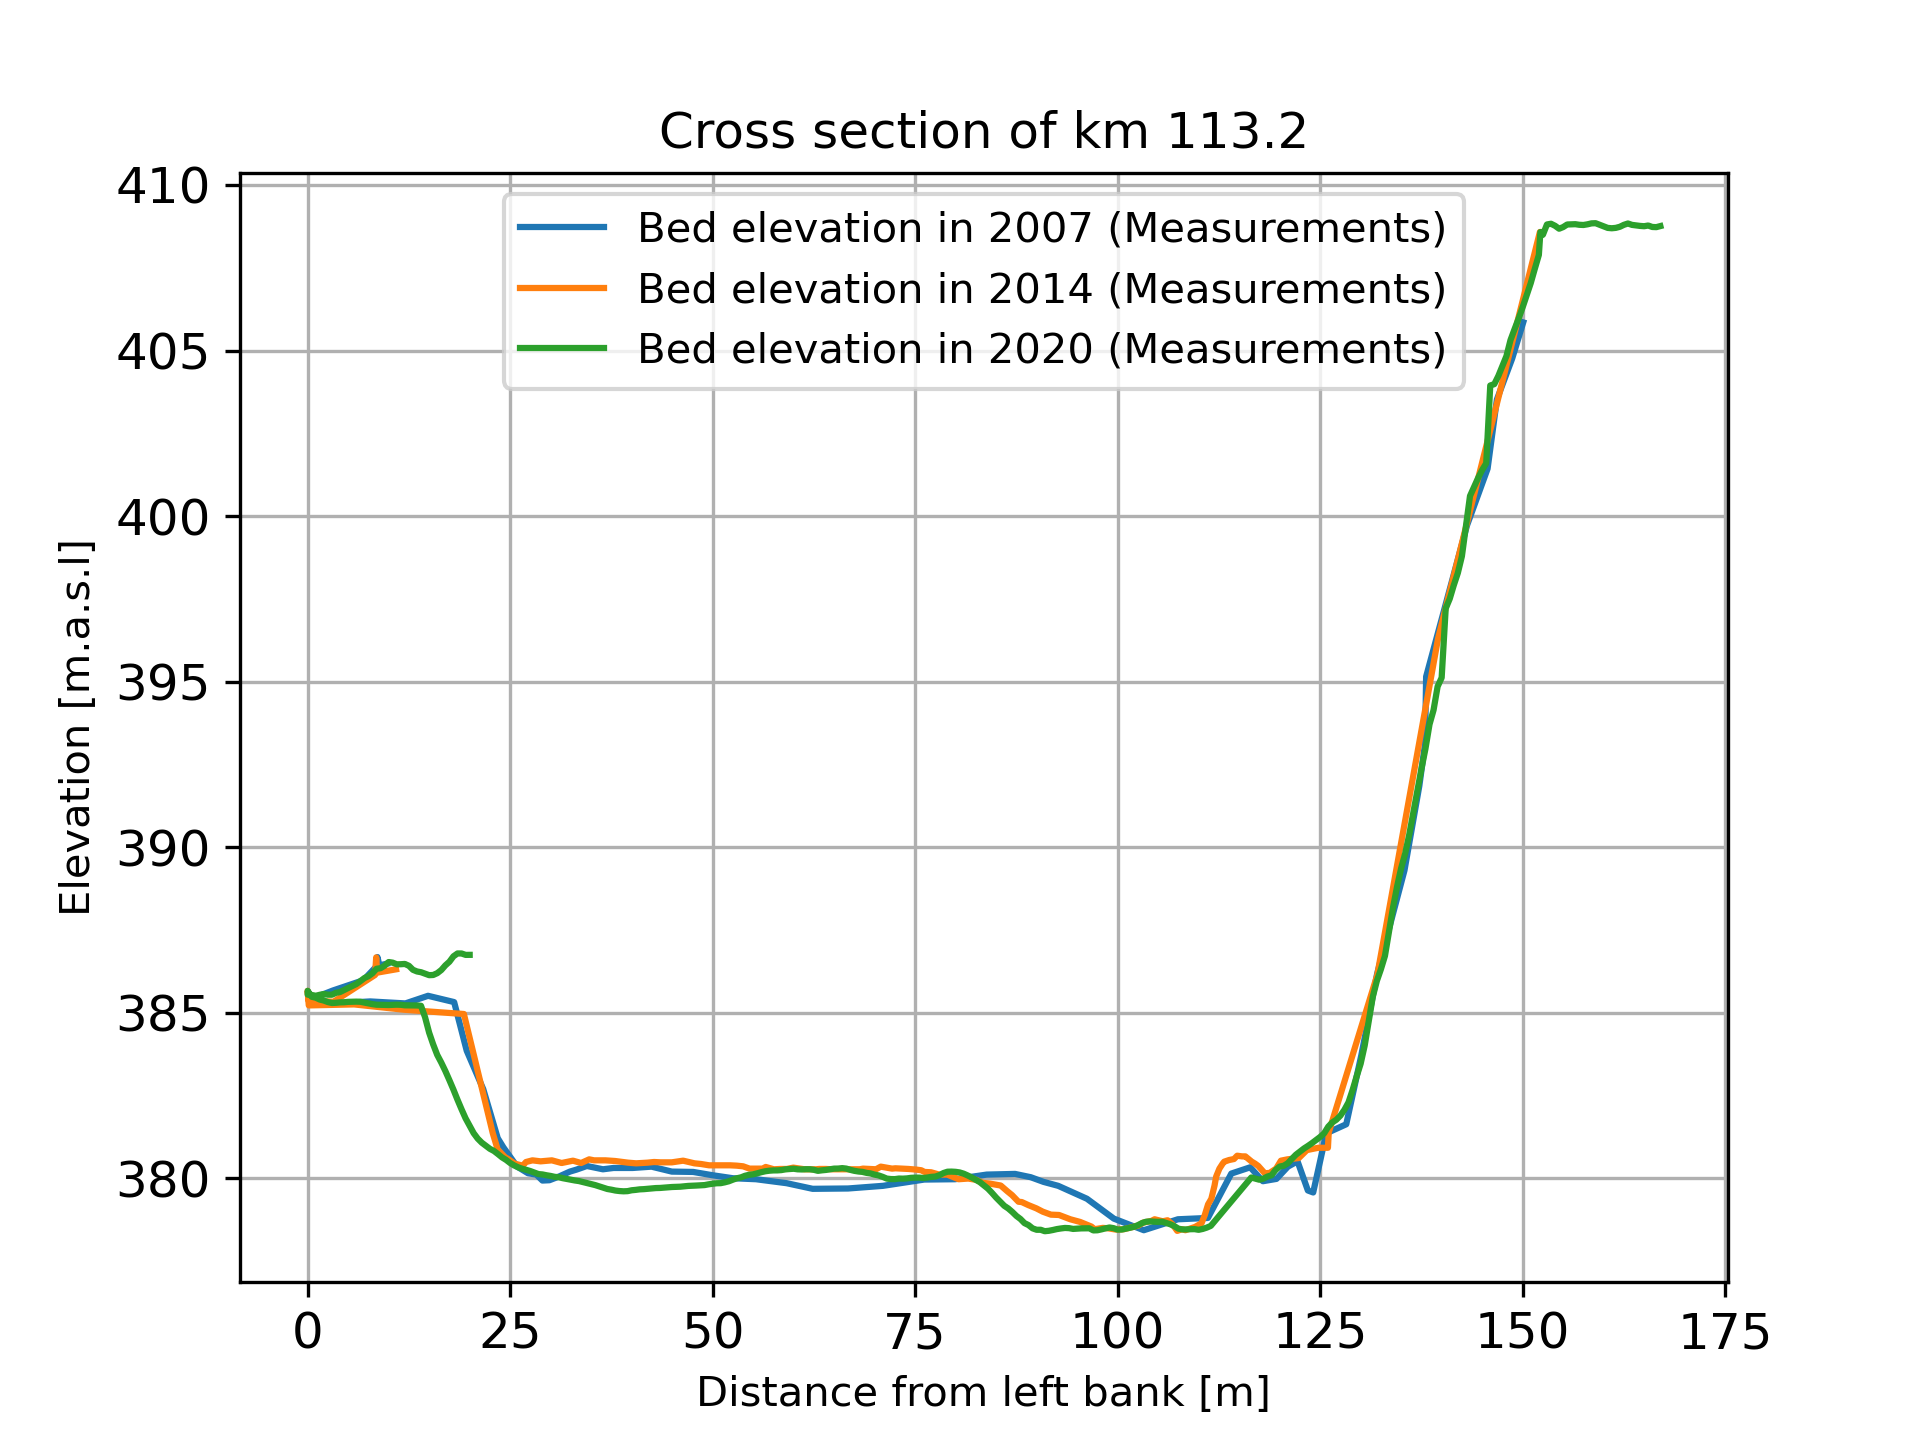 Cross section of km 113.2
Bed elevation in 2007 (Measurements)
Bed elevation in 2014 (Measurements)
Bed elevation in 2020 (Measurements)
Elevation [m.a.s.l]
410
405
400
395
390
385
380
0 25 50 75 100 125 150 175
Distance from left bank [m]